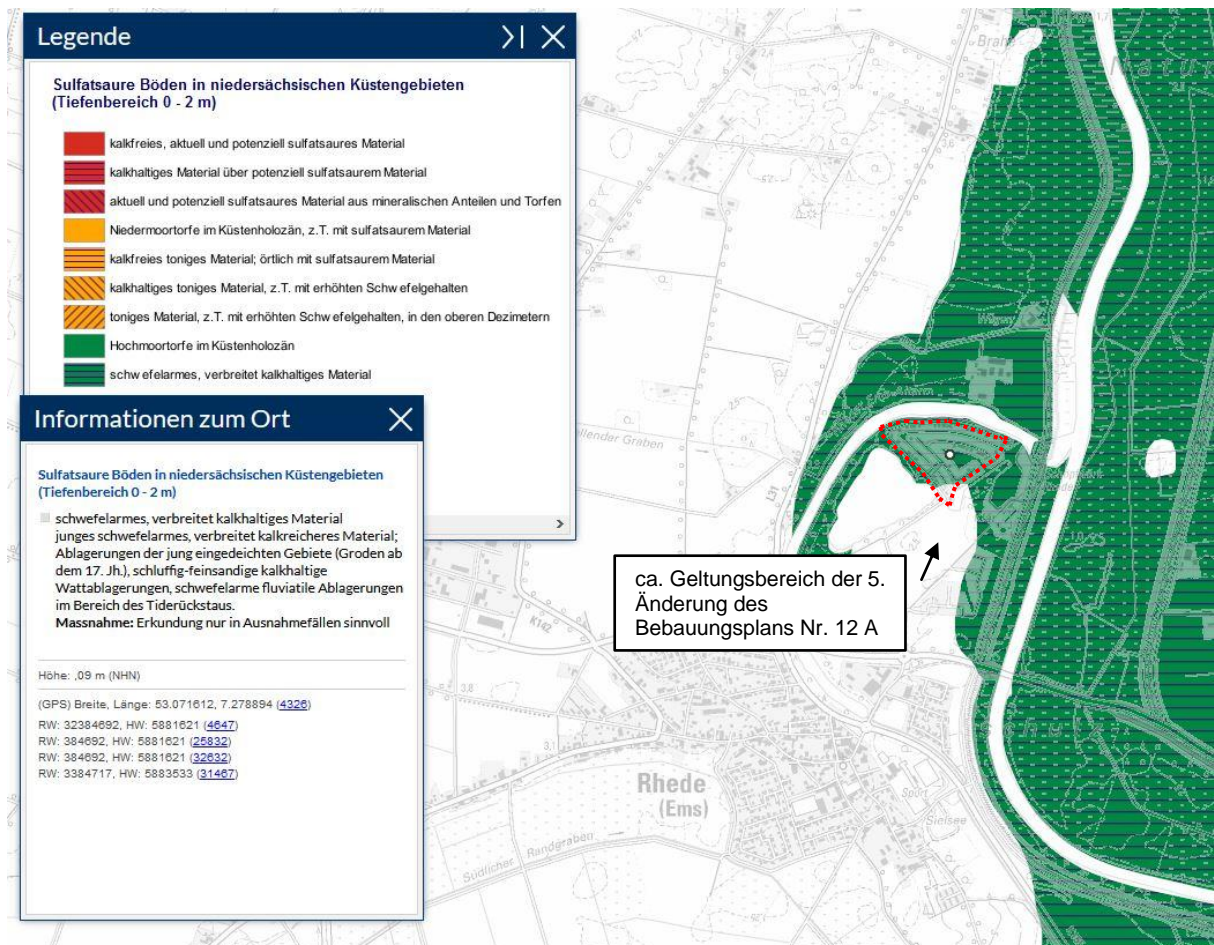 Legende
Sulfatsaure Böden in niedersächsischen Küstengebieten
(Tiefenbereich 0 - 2 m)
kalkfreies, aktuell und potenziell sulfatsaures Material
kalkhaltiges Material über potenziell sulfatsaurem Material
aktuell und potenziell sulfatsaures Material aus mineralischen Anteilen und Torfen
Niedermoortorfe im Küstenholozän, z.T. mit sulfatsaurem Material
kalkfreies toniges Material; örtlich mit sulfatsaurem Material
kalkhaltiges toniges Material, z.T. mit erhöhten Schwefelgehalten
toniges Material, z.T. mit erhöhten Schwefelgehalten, in den oberen Dezimetern
Hochmoortorfe im Küstenholozän
schwefelarmes, verbreitet kalkhaltiges Material
Informationen zum Ort
Sulfatsaure Böden in niedersächsischen Küstengebieten
(Tiefenbereich 0 - 2 m)
schwefelarmes, verbreitet kalkhaltiges Material
junges schwefelarmes, verbreitet kalkreicheres Material;
Ablagerungen der jung eingedeichten Gebiete (Groden ab
dem 17. Jh.), schluffig-feinsandige kalkhaltige
Wattablagerungen, schwefelarme fluviatile Ablagerungen
im Bereich des Tiderückstaus.
Massnahme: Erkundung nur in Ausnahmefällen sinnvoll
Höhe: ,09 m (NHN)
(GPS) Breite, Länge: 53.071612, 7.278894 (4326)
RW: 32384692, HW: 5881621 (4647)
RW: 384692, HW: 5881621 (25832)
RW: 384692, HW: 5881621 (32632)
RW: 3384717, HW: 5883533 (31467)
ca. Geltungsbereich der 5.
Änderung des
Bebauungsplans Nr. 12 A
Brahe
Natur
L31
K142
3,8
3,1
Rhede
(Ems)
Sielsee
Südlicher Randgraben